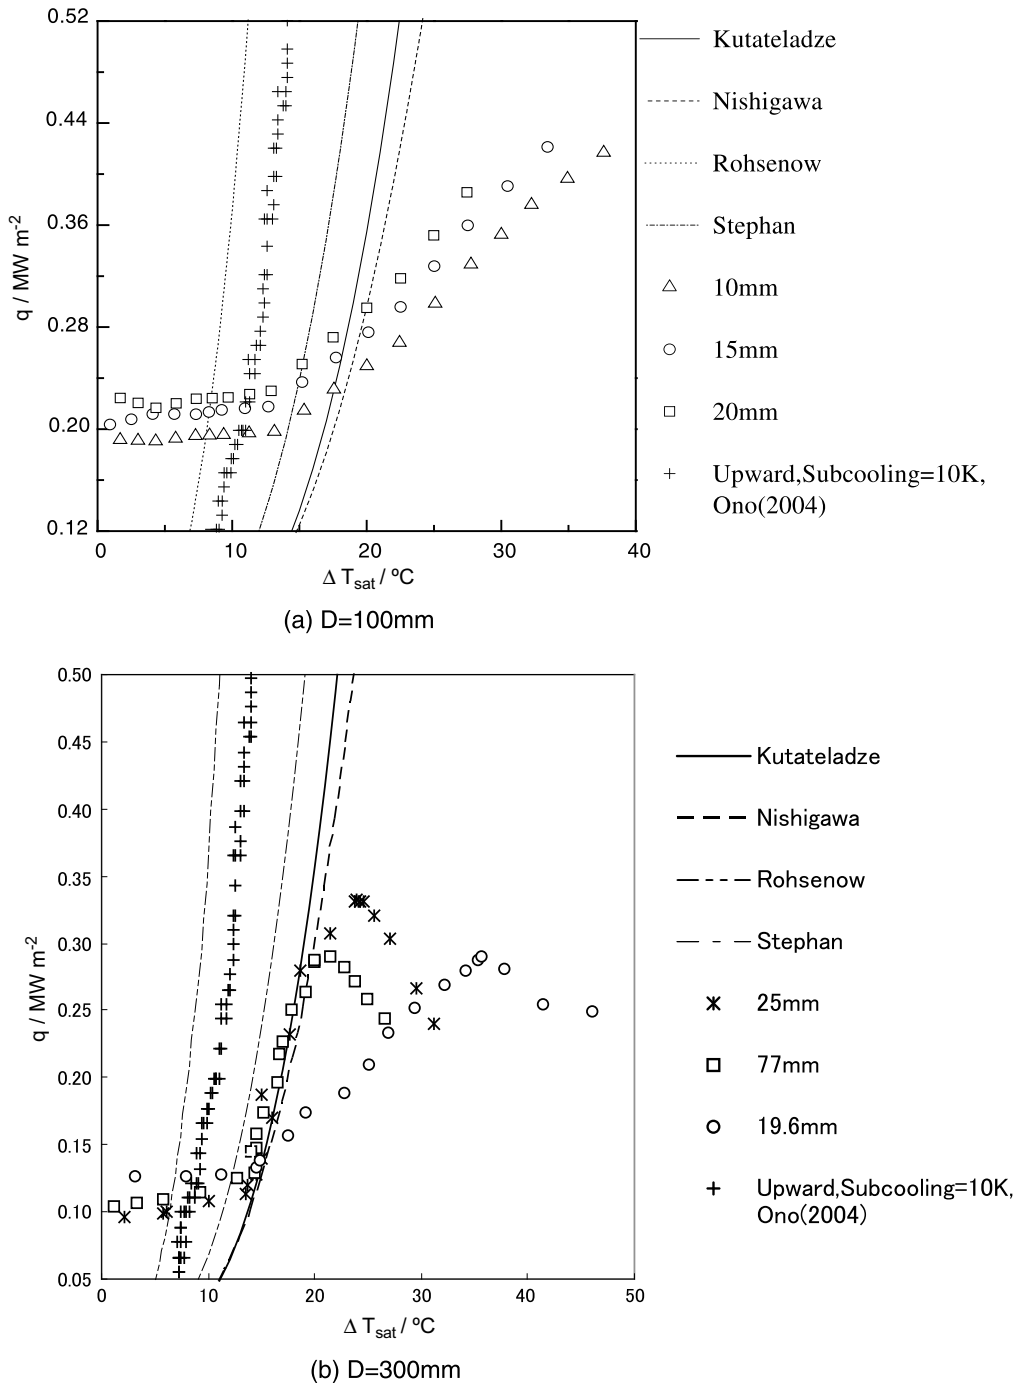 0.52
0.44
0.36
0.28
0.20
0.12
q / MW m-2
0 10 20 30 40
Δ Tsat / ºC
Kutateladze
Nishigawa
Rohsenow
Stephan
10mm
15mm
20mm
Upward,Subcooling=10K,
Ono(2004)
(a) D=100mm
0.50
0.45
0.40
0.35
0.30
0.25
0.20
0.15
0.10
0.05
q / MW m-2
0 10 20 30 40 50
Δ Tsat / ºC
Kutateladze
Nishigawa
Rohsenow
Stephan
25mm
77mm
19.6mm
Upward,Subcooling=10K,
Ono(2004)
(b) D=300mm